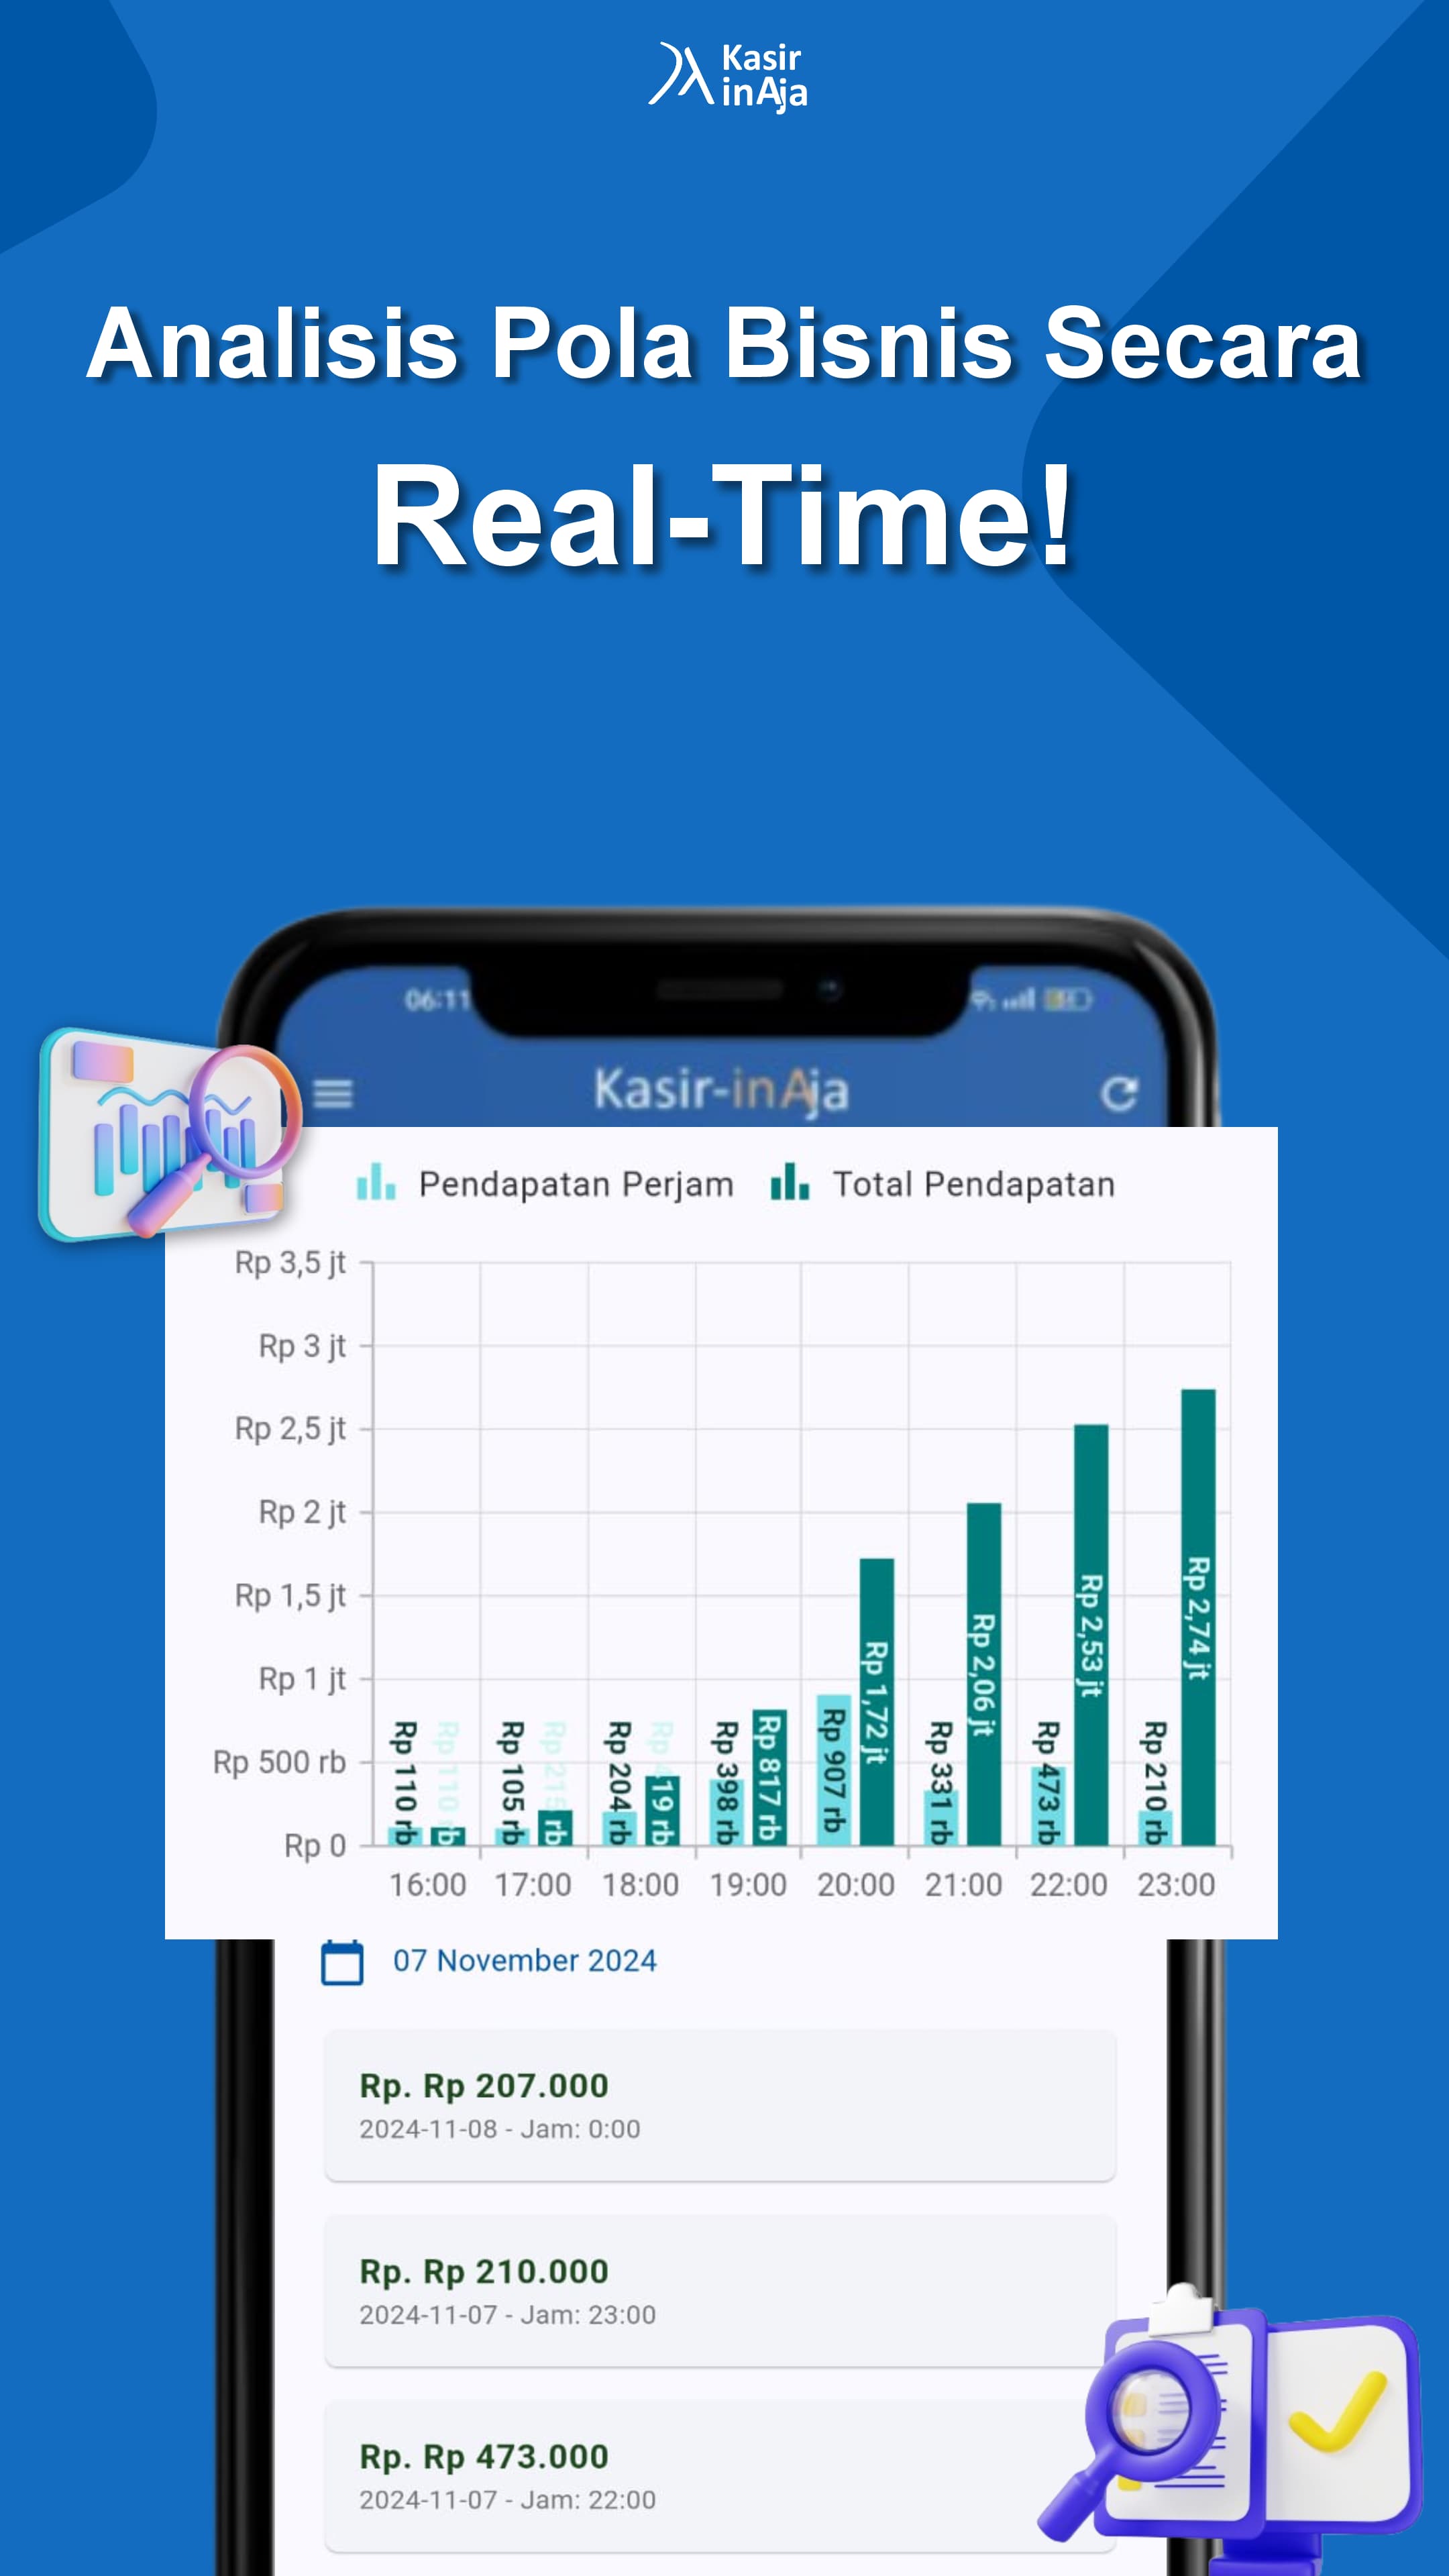 Kasir
inAja
Analisis Pola Bisnis Secara
Real-Time!
06:11
Kasir-inAja
Pendapatan Perjam Total Pendapatan
Rp 3,5 jt
Rp 3 jt
Rp 2,5 jt
Rp 2 jt
Rp 1,5 jt
Rp 1 jt
Rp 500 rb
Rp 0
Rp 110 rb
Rp 110 rb
Rp 105 rb
Rp 215 rb
Rp 204 rb
Rp 419 rb
Rp 398 rb
Rp 817 rb
Rp 907 rb
Rp 1,72 jt
Rp 331 rb
Rp 2,06 jt
Rp 473 rb
Rp 2,53 jt
Rp 210 rb
Rp 2,74 jt
16:00 17:00 18:00 19:00 20:00 21:00 22:00 23:00
07 November 2024
Rp. Rp 207.000
2024-11-08 - Jam: 0:00
Rp. Rp 210.000
2024-11-07 - Jam: 23:00
Rp. Rp 473.000
2024-11-07 - Jam: 22:00